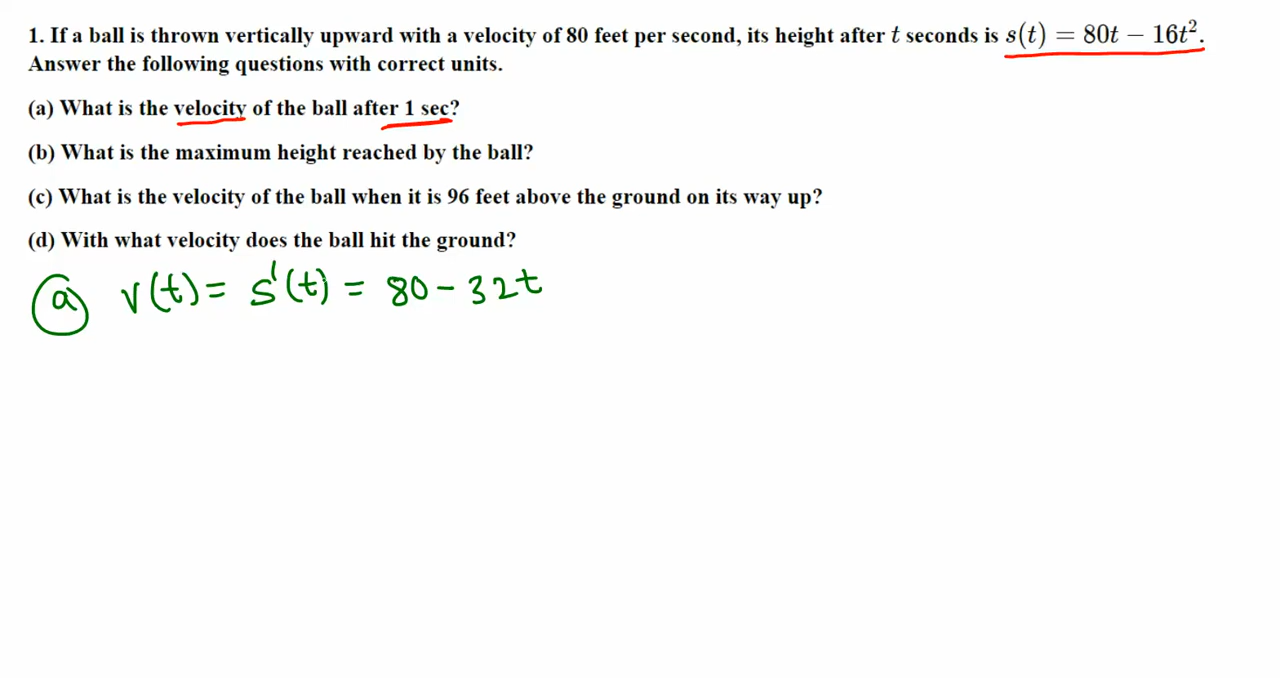 1. If a ball is thrown vertically upward with a velocity of 80 feet per second, its height after t seconds is s(t) = 80t − 16t².
Answer the following questions with correct units.
(a) What is the velocity of the ball after 1 sec?
(b) What is the maximum height reached by the ball?
(c) What is the velocity of the ball when it is 96 feet above the ground on its way up?
(d) With what velocity does the ball hit the ground?
a v(t) = s'(t) = 80 - 32t